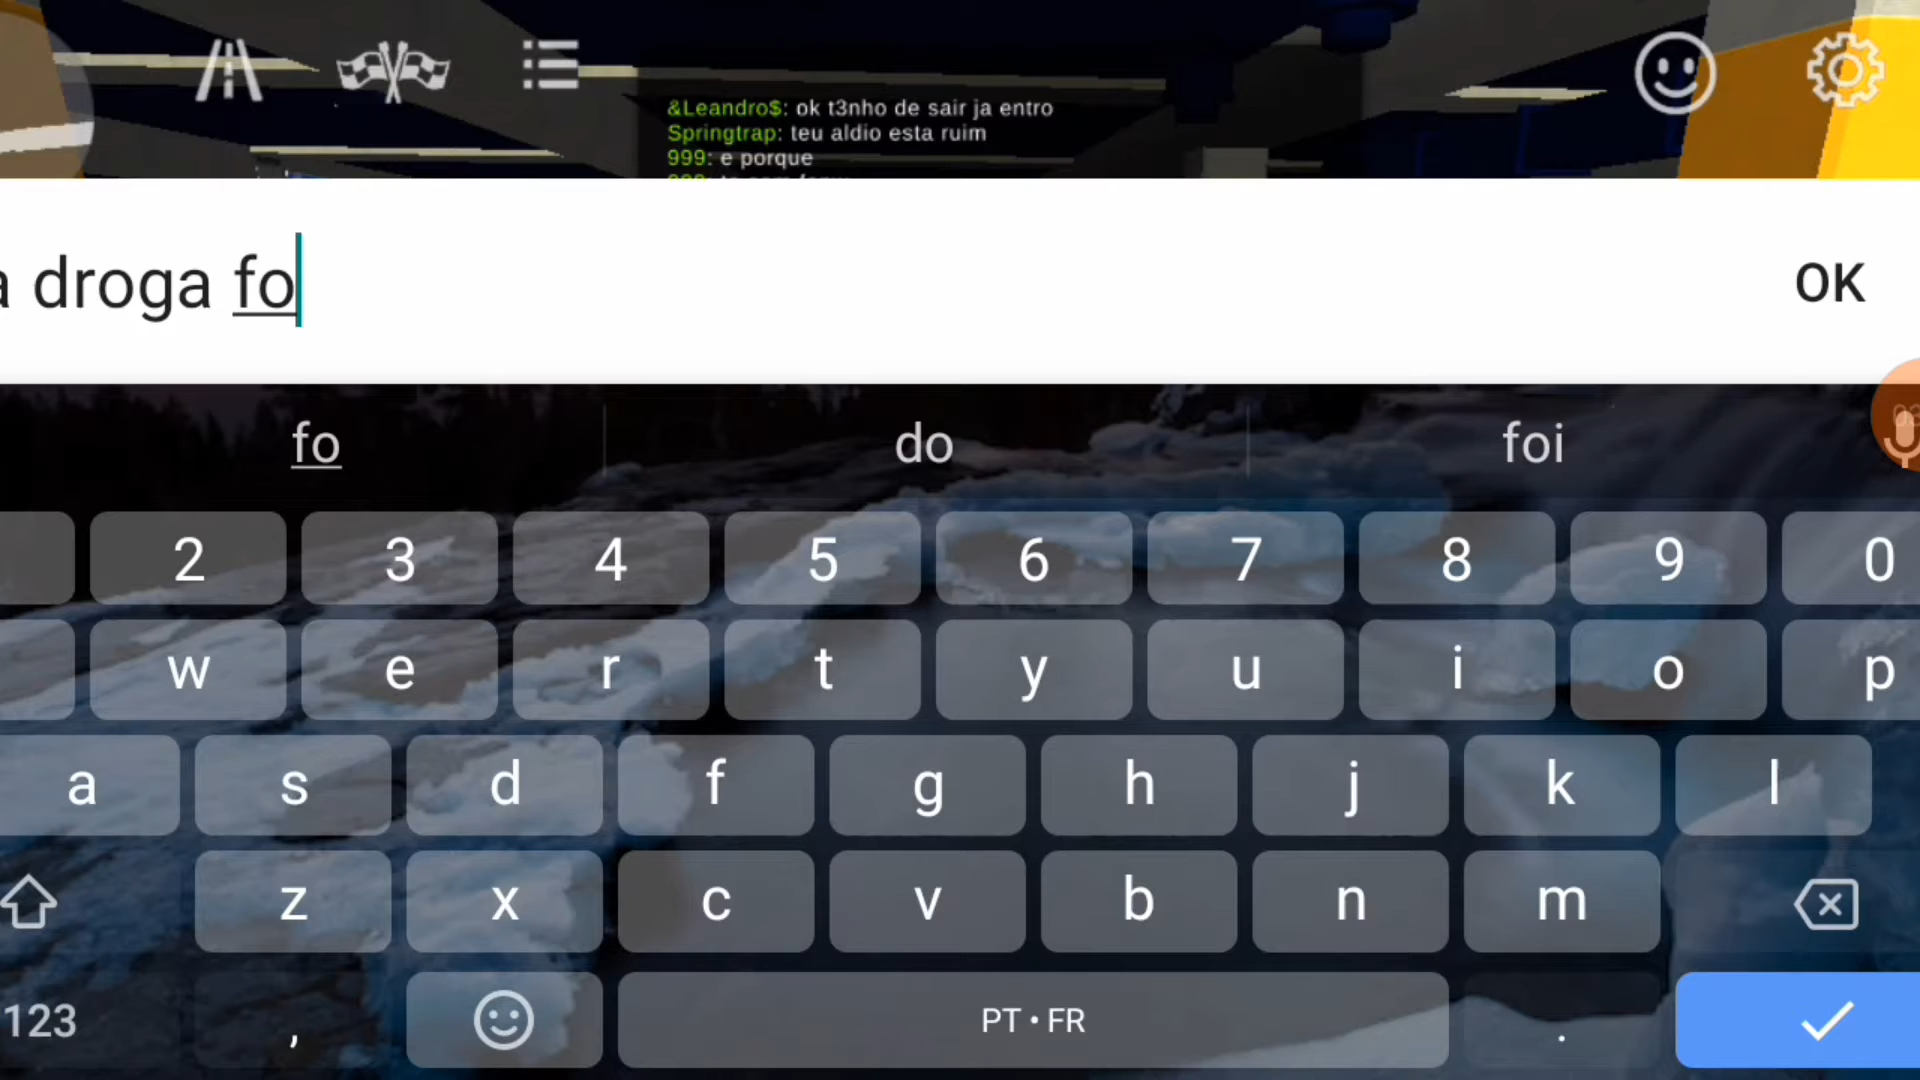 &Leandro$: ok t3nho de sair ja entro
Springtrap: teu aldio esta ruim
999: e porque
a droga fo
OK
fo do foi
2 3 4 5 6 7 8 9 0
w e r t y u i o p
a s d f g h j k l
z x c v b n m
123 , PT • FR .